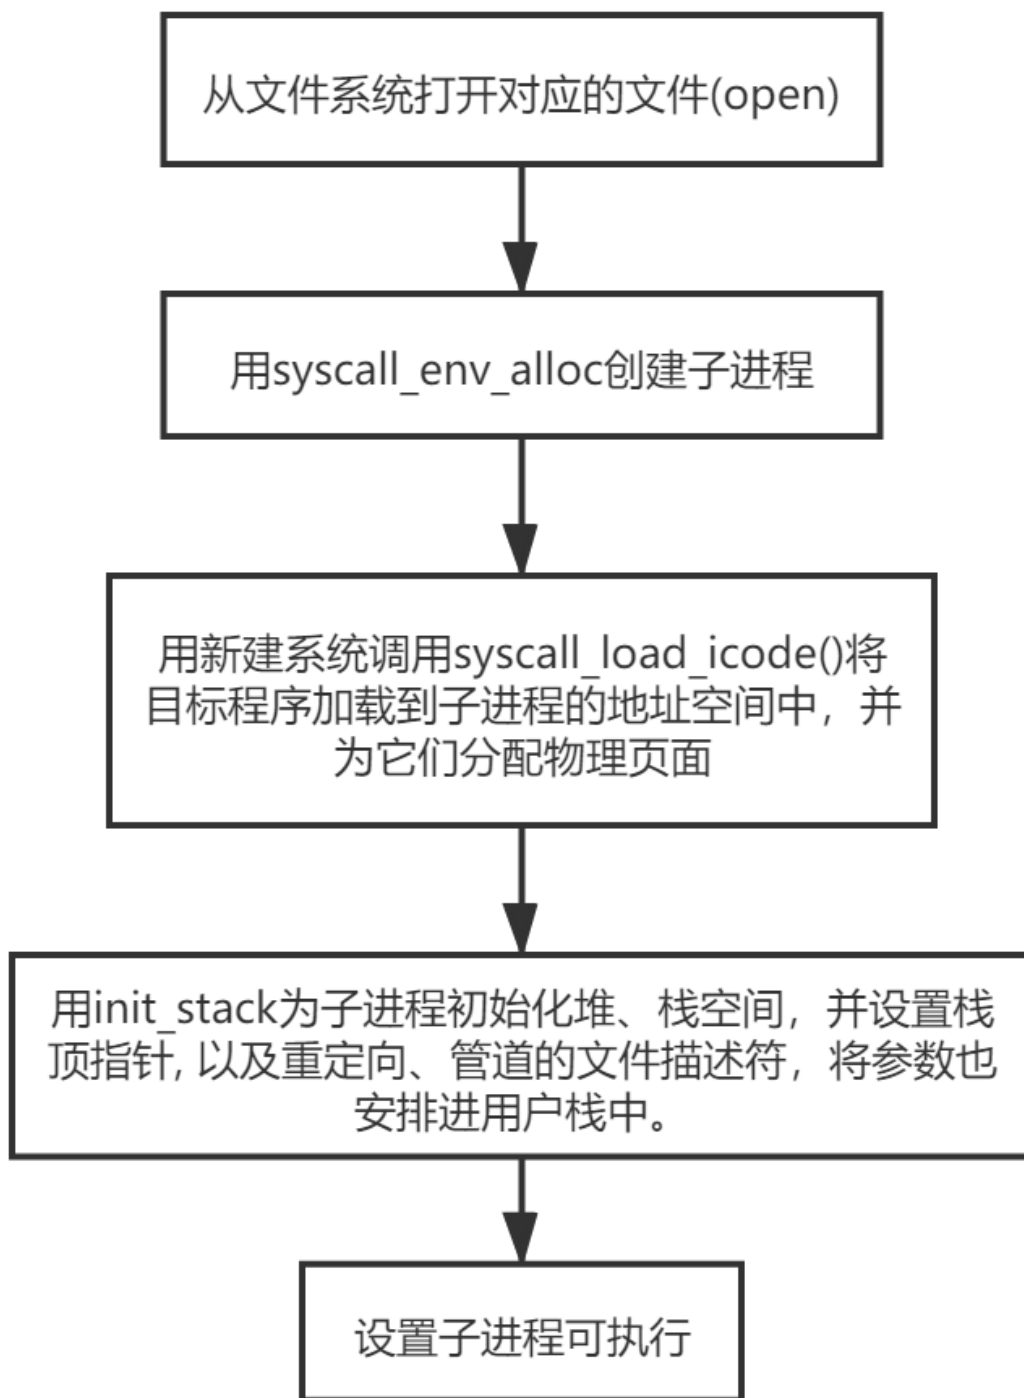 从文件系统打开对应的文件(open)
用syscall_env_alloc创建子进程
用新建系统调用syscall_load_icode()将
目标程序加载到子进程的地址空间中，并
为它们分配物理页面
用init_stack为子进程初始化堆、栈空间，并设置栈
顶指针, 以及重定向、管道的文件描述符，将参数也
安排进用户栈中。
设置子进程可执行